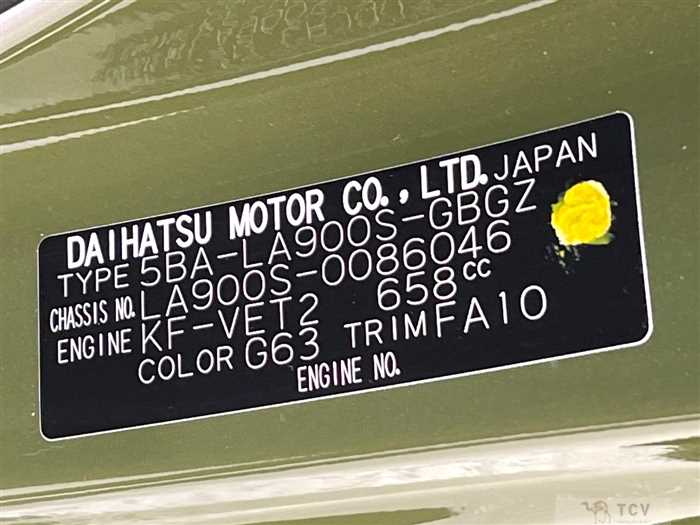 DAIHATSU MOTOR CO., LTD. JAPAN
TYPE 5BA-LA900S-GBGZ
CHASSIS NO. LA900S-0086046
ENGINE KF-VET2 658cc
COLOR G63 TRIM FA10
ENGINE NO.
TCV